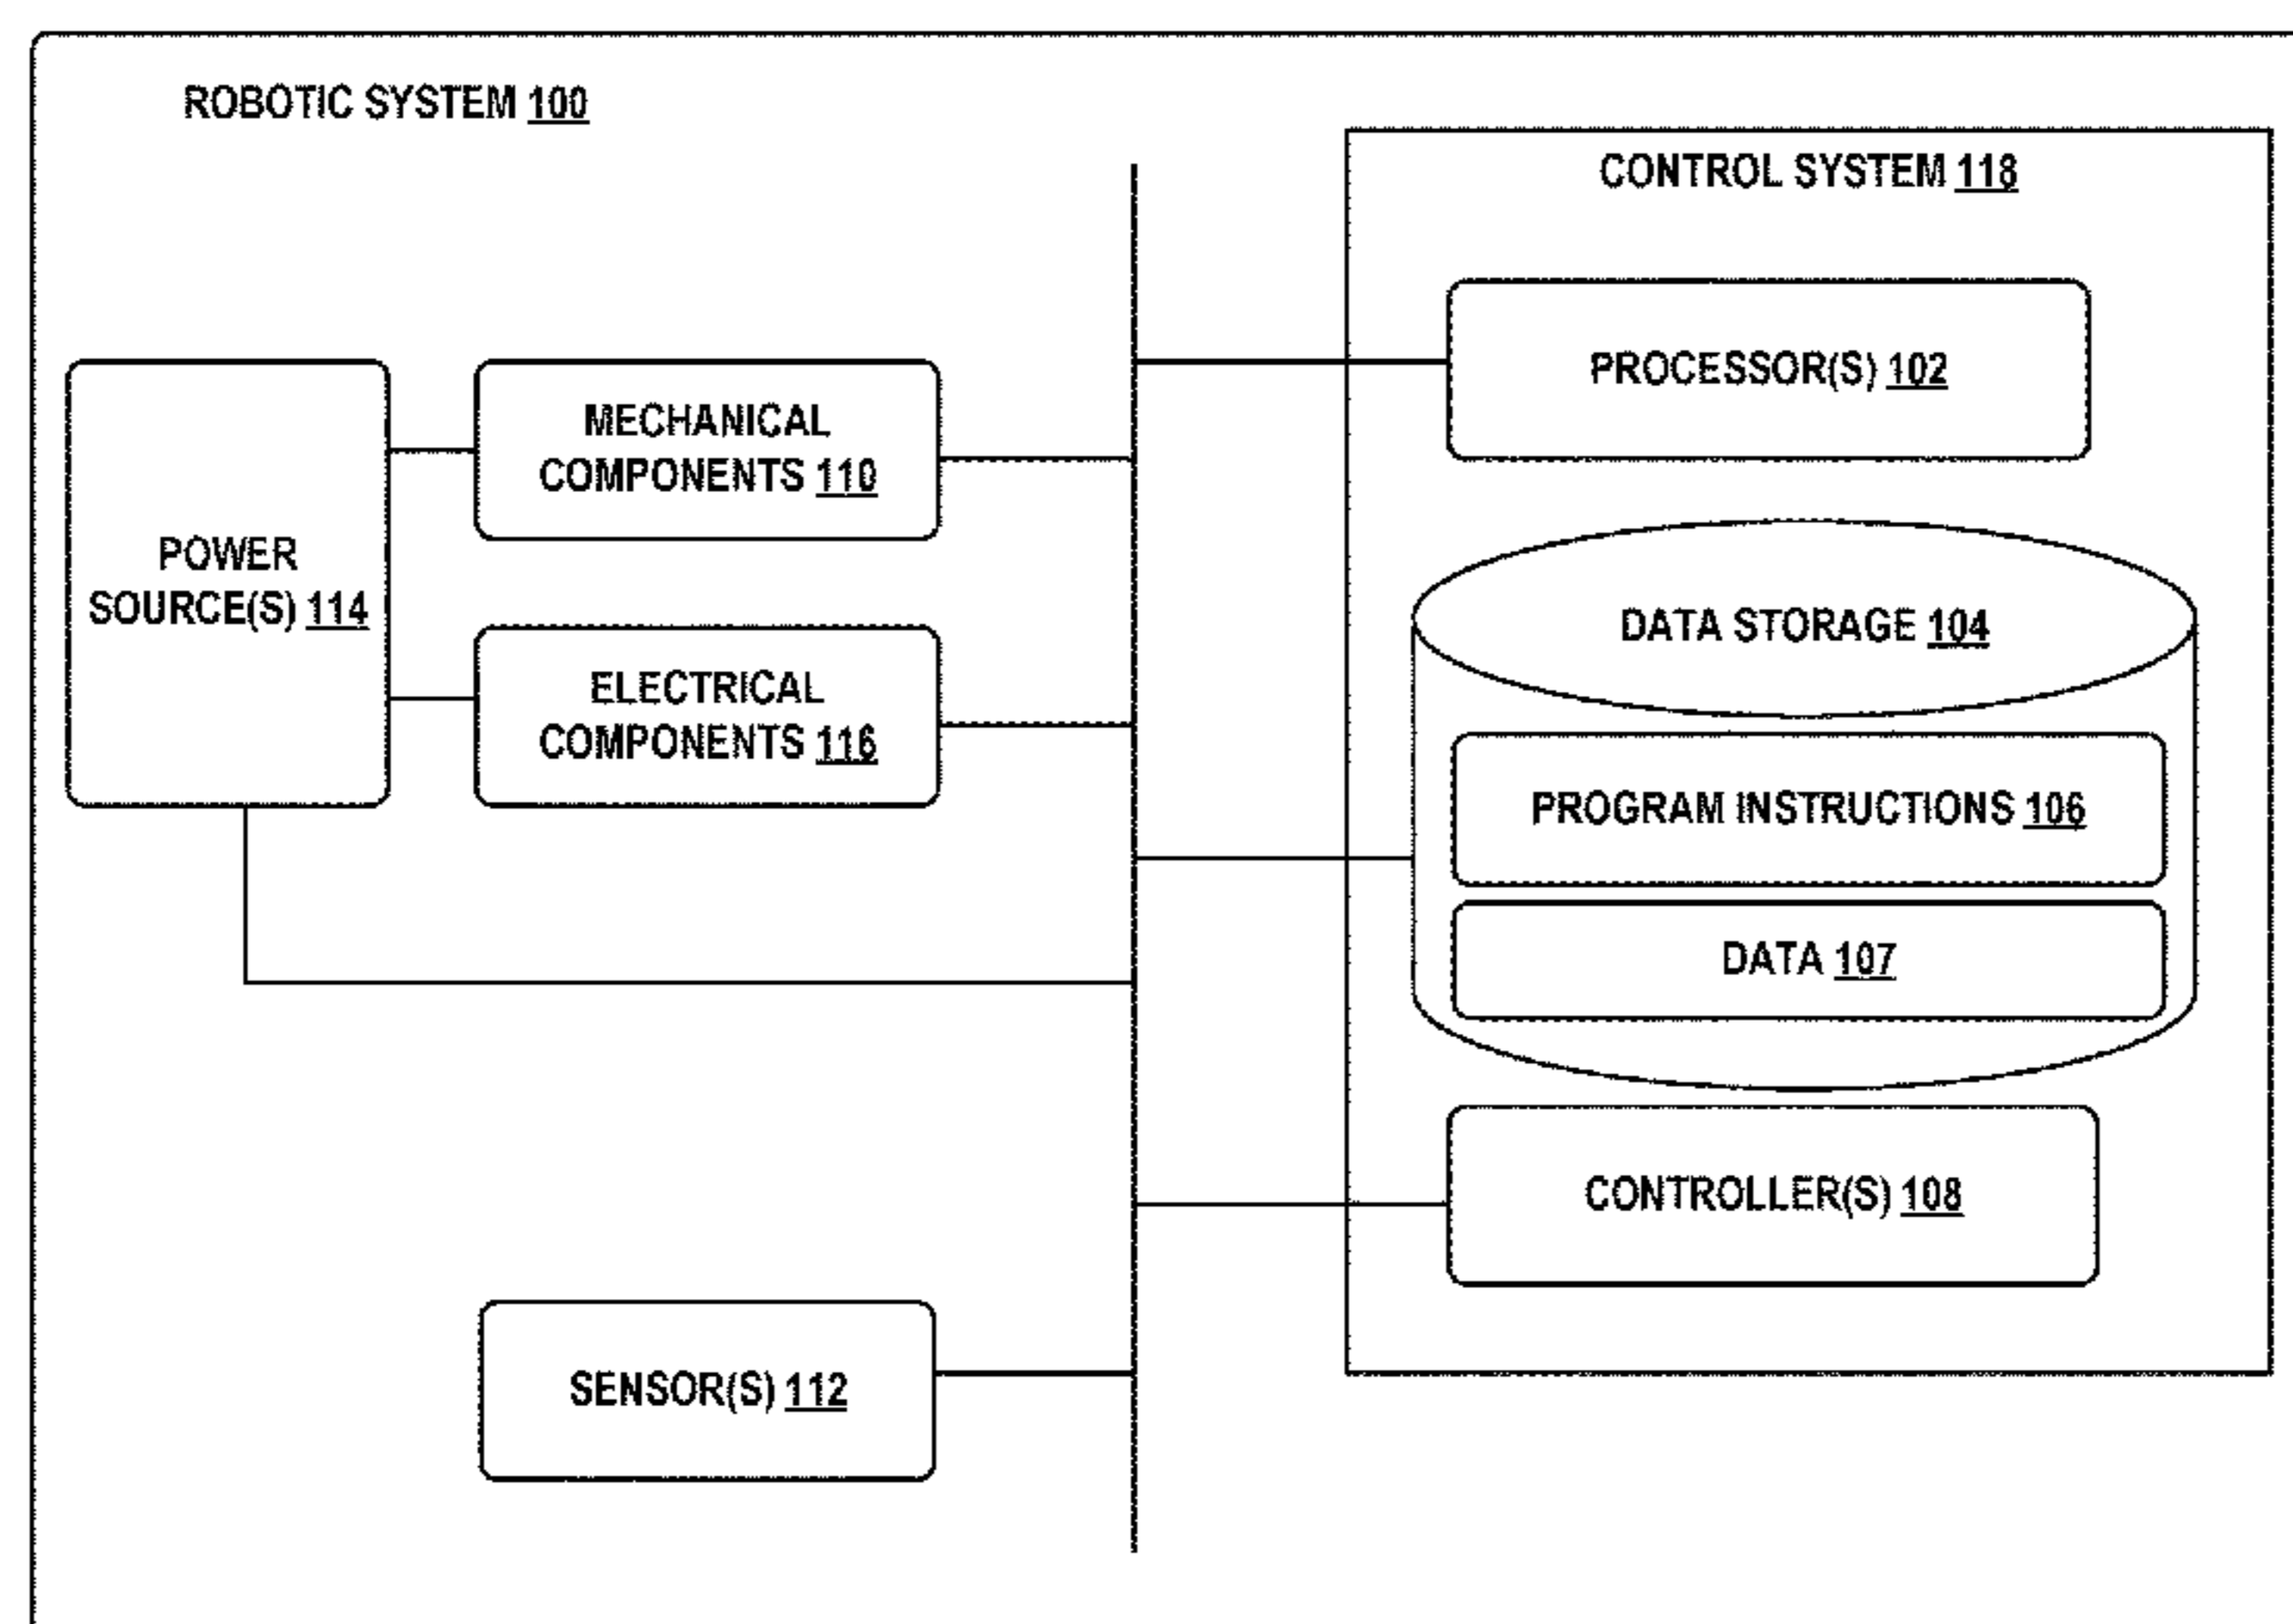 ROBOTIC SYSTEM 100
CONTROL SYSTEM 118
PROCESSOR(S) 102
MECHANICAL
COMPONENTS 110
POWER
SOURCE(S) 114
ELECTRICAL
COMPONENTS 116
DATA STORAGE 104
PROGRAM INSTRUCTIONS 106
DATA 107
CONTROLLER(S) 108
SENSOR(S) 112